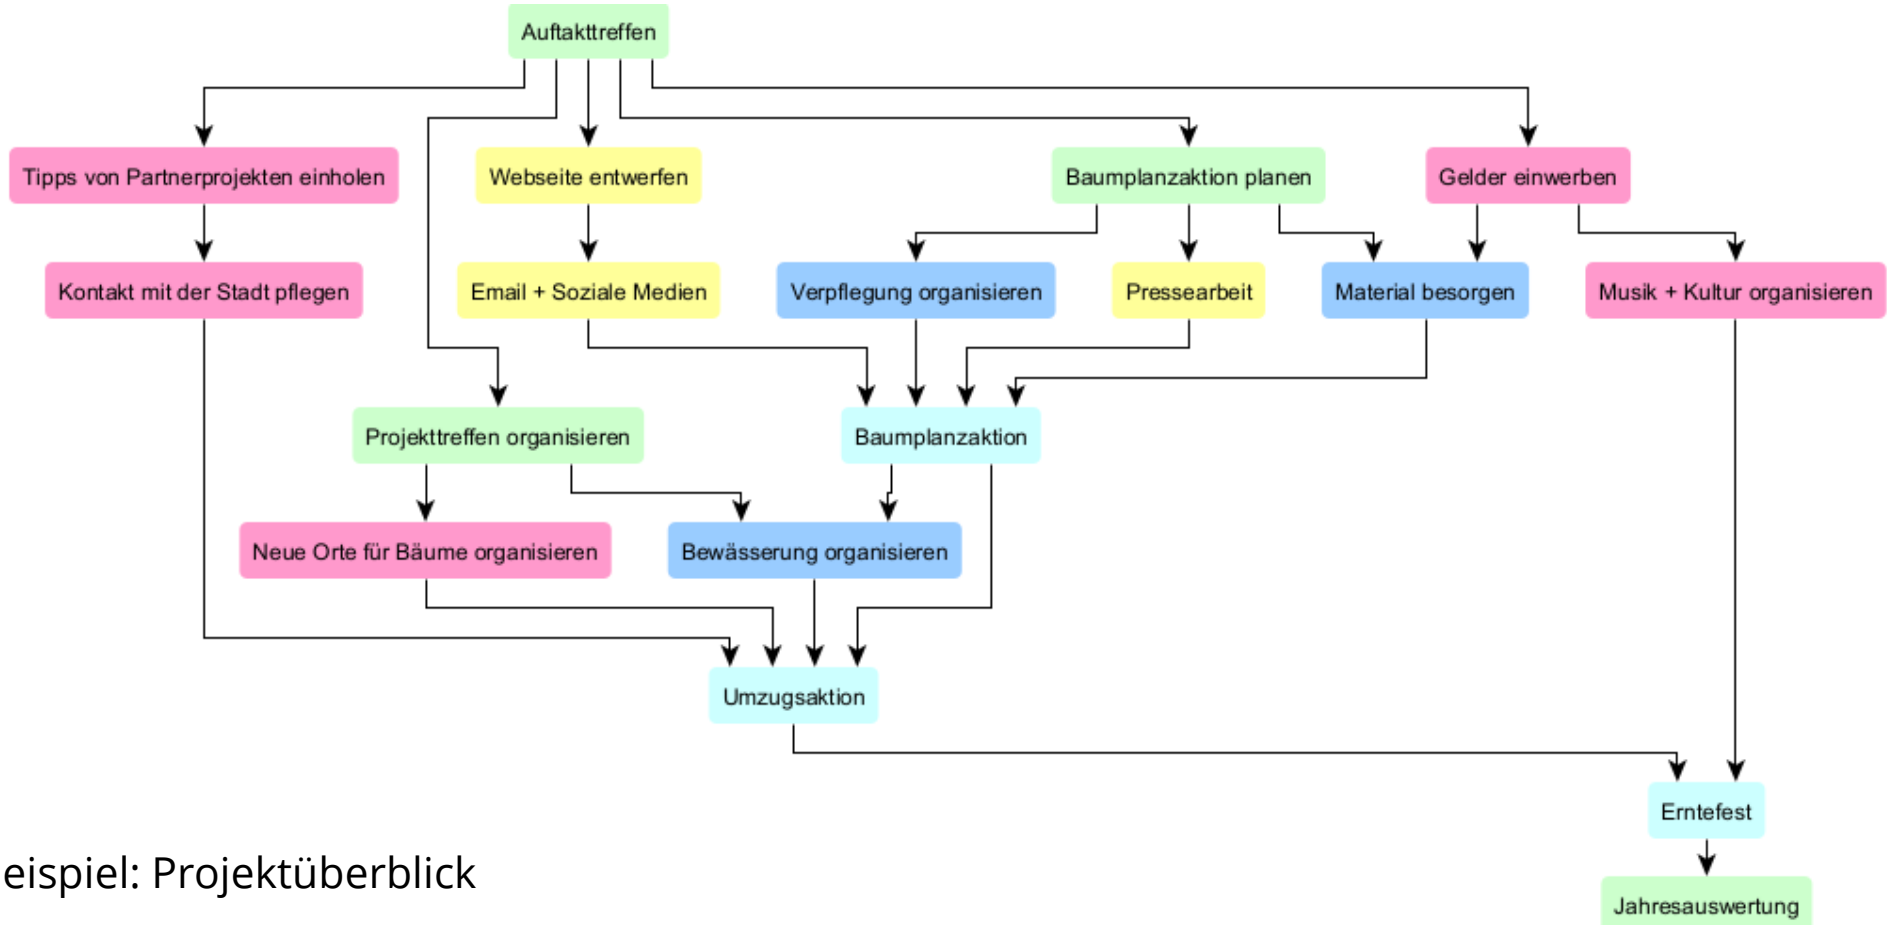 Auftakttreffen
Tipps von Partnerprojekten einholen
Webseite entwerfen
Baumplanzaktion planen
Gelder einwerben
Kontakt mit der Stadt pflegen
Email + Soziale Medien
Verpflegung organisieren
Pressearbeit
Material besorgen
Musik + Kultur organisieren
Projekttreffen organisieren
Baumplanzaktion
Neue Orte für Bäume organisieren
Bewässerung organisieren
Umzugsaktion
Erntefest
eispiel: Projektüberblick
Jahresauswertung